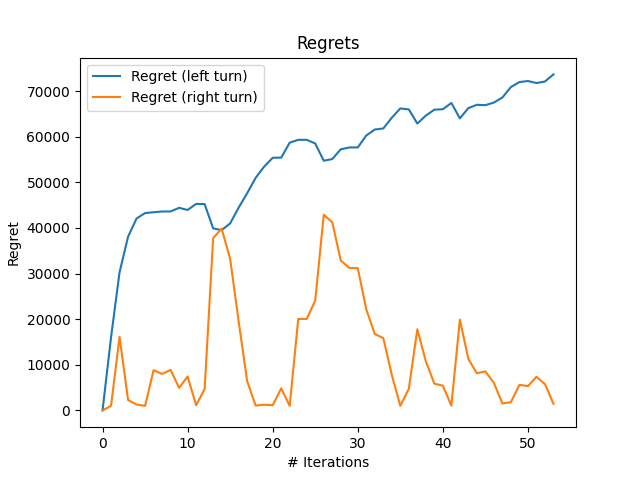 Regrets
Regret (left turn)
Regret (right turn)
70000
60000
50000
40000
30000
20000
10000
0
Regret
0 10 20 30 40 50
# Iterations